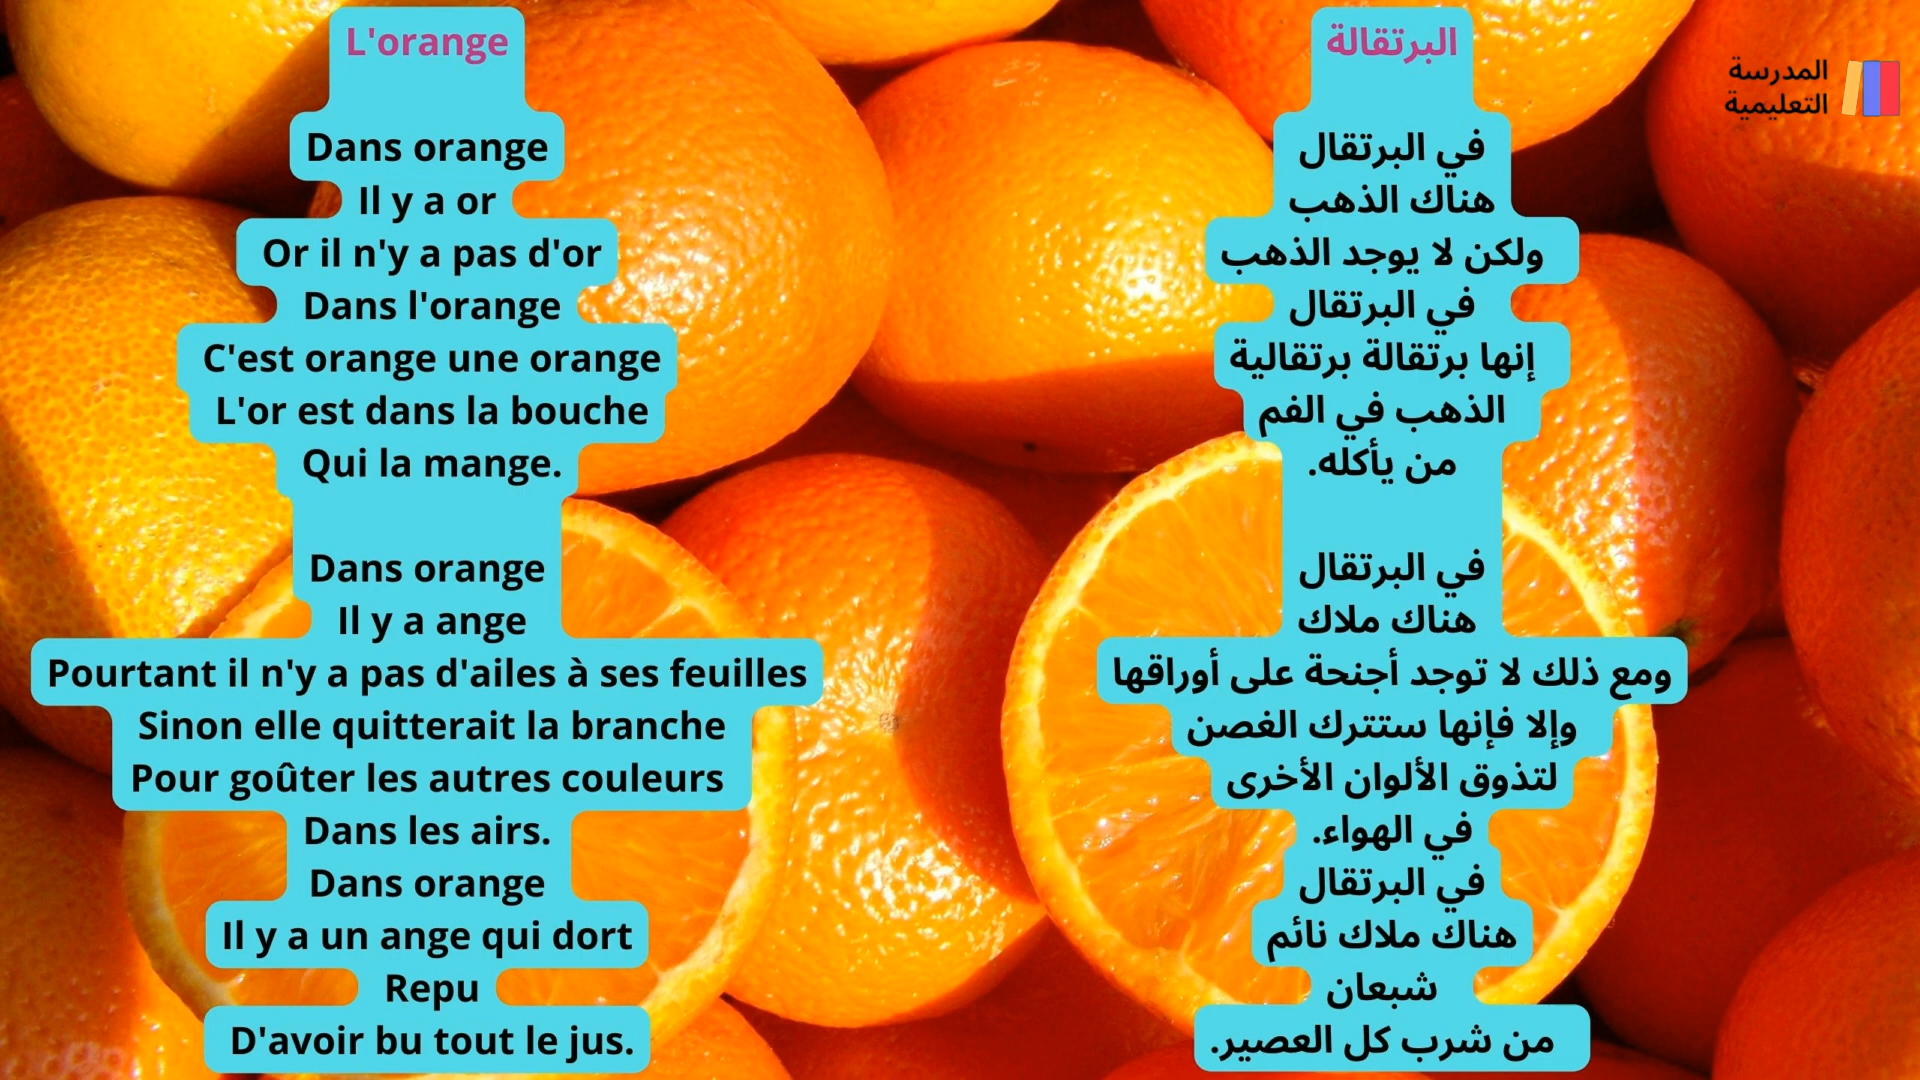 L'orange
Dans orange
Il y a or
Or il n'y a pas d'or
Dans l'orange
C'est orange une orange
L'or est dans la bouche
Qui la mange.
Dans orange
Il y a ange
Pourtant il n'y a pas d'ailes à ses feuilles
Sinon elle quitterait la branche
Pour goûter les autres couleurs
Dans les airs.
Dans orange
Il y a un ange qui dort
Repu
D'avoir bu tout le jus.
البرتقالة
في البرتقال
هناك الذهب
ولكن لا يوجد الذهب
في البرتقال
إنها برتقالة برتقالية
الذهب في الفم
من يأكله.
في البرتقال
هناك ملاك
ومع ذلك لا توجد أجنحة على أوراقها
وإلا فإنها ستترك الغصن
لتذوق الألوان الأخرى
في الهواء.
في البرتقال
هناك ملاك نائم
شبعان
من شرب كل العصير.
المدرسة
التعليمية